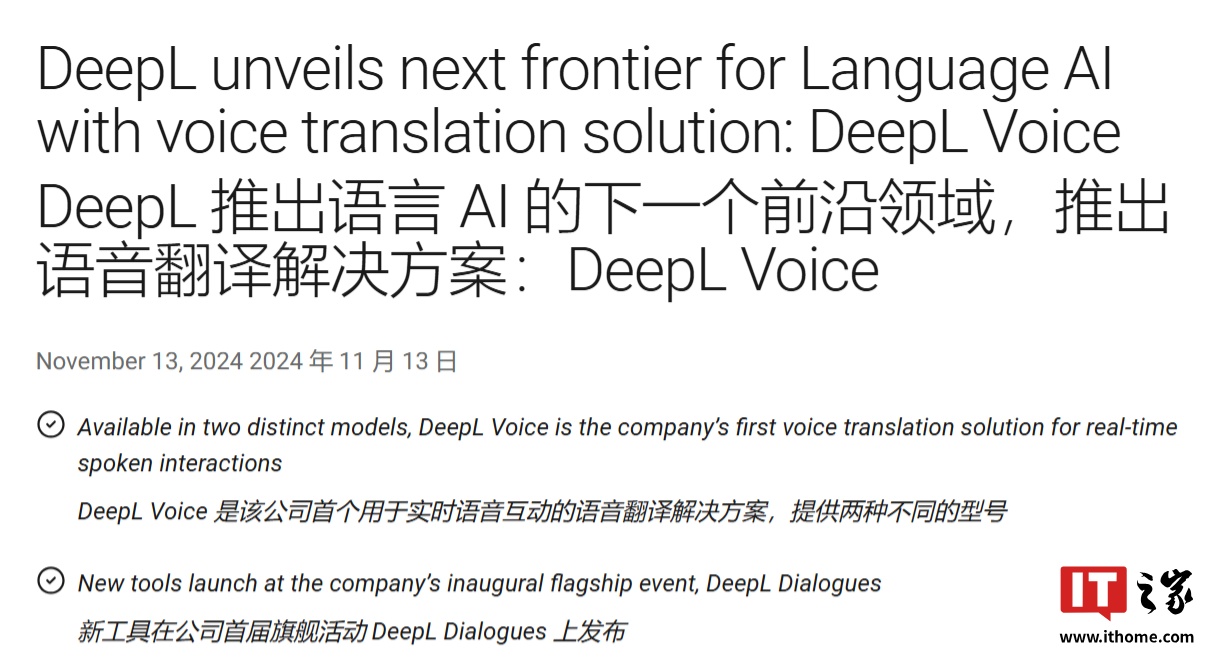 DeepL unveils next frontier for Language AI
with voice translation solution: DeepL Voice
DeepL 推出语言 AI 的下一个前沿领域，推出
语音翻译解决方案：DeepL Voice
November 13, 2024 2024 年 11 月 13 日
Available in two distinct models, DeepL Voice is the company’s first voice translation solution for real-time
spoken interactions
DeepL Voice 是该公司首个用于实时语音互动的语音翻译解决方案，提供两种不同的型号
New tools launch at the company’s inaugural flagship event, DeepL Dialogues
新工具在公司首届旗舰活动 DeepL Dialogues 上发布
IT之家
www.ithome.com